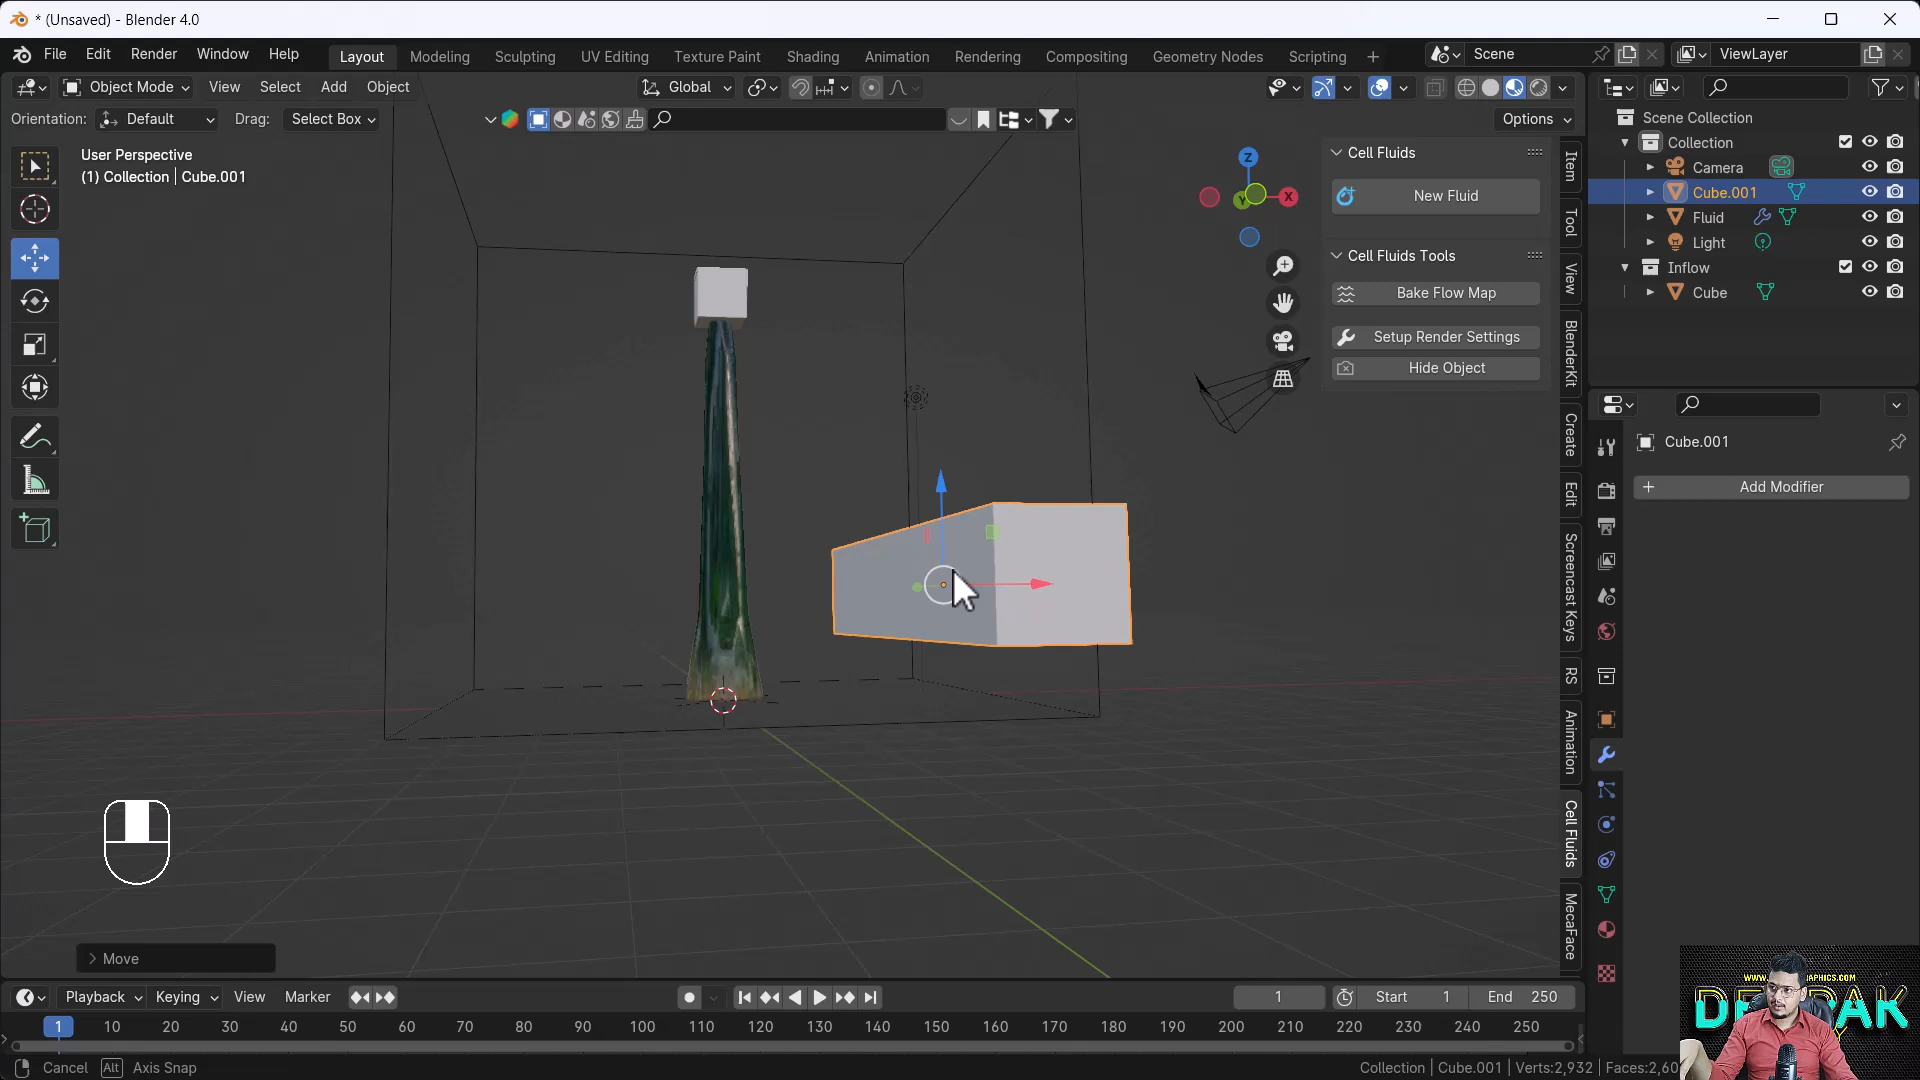 * (Unsaved) - Blender 4.0
File Edit Render Window Help
Layout Modeling Sculpting UV Editing Texture Paint Shading Animation Rendering Compositing Geometry Nodes Scripting
Scene
ViewLayer
Object Mode View Select Add Object
Global
Orientation: Default Drag: Select Box
Options
User Perspective
(1) Collection | Cube.001
Z
X
Y
Cell Fluids
New Fluid
Cell Fluids Tools
Bake Flow Map
Setup Render Settings
Hide Object
Item
Tool
View
BlenderKit
Create
Edit
Screencast Keys
RS
Animation
Cell Fluids
MecaFace
Scene Collection
Collection
Camera
Cube.001
Fluid
Light
Inflow
Cube
Cube.001
Add Modifier
Move
Playback Keying View Marker
1
Start 1
End 250
1 10 20 30 40 50 60 70 80 90 100 110 120 130 140 150 160 170 180 190 200 210 220 230 240 250
Cancel Alt Axis Snap
Collection | Cube.001 | Verts:2,932 | Faces:2,60